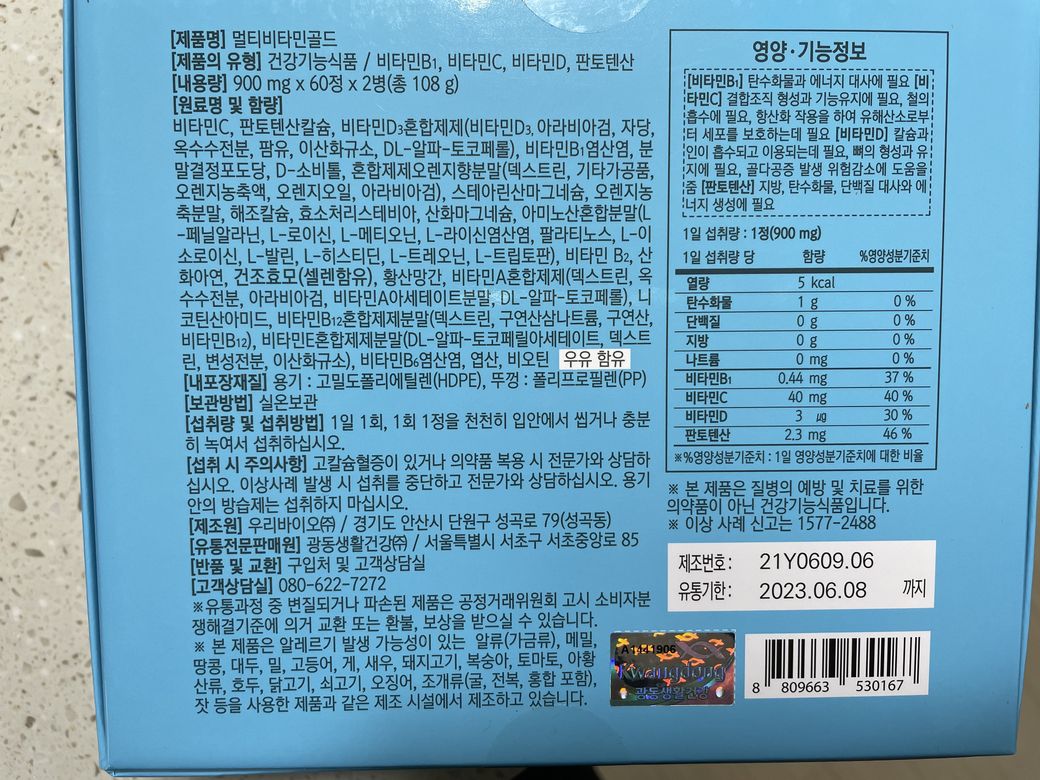 [제품명] 멀티비타민골드
[제품의 유형] 건강기능식품 / 비타민B₁, 비타민C, 비타민D, 판토텐산
[내용량] 900 mg x 60정 x 2병(총 108 g)
[원료명 및 함량]
비타민C, 판토텐산칼슘, 비타민D₃혼합제제(비타민D₃, 아라비아검, 자당,
옥수수전분, 팜유, 이산화규소, DL-알파-토코페롤), 비타민B₁염산염, 분
말결정포도당, D-소비톨, 혼합제제오렌지향분말(덱스트린, 기타가공품,
오렌지농축액, 오렌지오일, 아라비아검), 스테아린산마그네슘, 오렌지농
축분말, 해조칼슘, 효소처리스테비아, 산화마그네슘, 아미노산혼합분말(L
-페닐알라닌, L-로이신, L-메티오닌, L-라이신염산염, 팔라티노스, L-이
소로이신, L-발린, L-히스티딘, L-트레오닌, L-트립토판), 비타민 B₂, 산
화아연, 건조효모(셀렌함유), 황산망간, 비타민A혼합제제(덱스트린, 옥
수수전분, 아라비아검, 비타민A아세테이트분말, DL-알파-토코페롤), 니
코틴산아미드, 비타민B₁₂혼합제제분말(덱스트린, 구연산삼나트륨, 구연산,
비타민B₁₂), 비타민E혼합제제분말(DL-알파-토코페릴아세테이트, 덱스트
린, 변성전분, 이산화규소), 비타민B₆염산염, 엽산, 비오틴 우유 함유
[내포장재질] 용기 : 고밀도폴리에틸렌(HDPE), 뚜껑 : 폴리프로필렌(PP)
[보관방법] 실온보관
[섭취량 및 섭취방법] 1일 1회, 1회 1정을 천천히 입안에서 씹거나 충분
히 녹여서 섭취하십시오.
[섭취 시 주의사항] 고칼슘혈증이 있거나 의약품 복용 시 전문가와 상담하
십시오. 이상사례 발생 시 섭취를 중단하고 전문가와 상담하십시오. 용기
안의 방습제는 섭취하지 마십시오.
[제조원] 우리바이오㈜ / 경기도 안산시 단원구 성곡로 79(성곡동)
[유통전문판매원] 광동생활건강㈜ / 서울특별시 서초구 서초중앙로 85
[반품 및 교환] 구입처 및 고객상담실
[고객상담실] 080-622-7272
※유통과정 중 변질되거나 파손된 제품은 공정거래위원회 고시 소비자분
쟁해결기준에 의거 교환 또는 환불, 보상을 받으실 수 있습니다.
※ 본 제품은 알레르기 발생 가능성이 있는 알류(가금류), 메밀,
땅콩, 대두, 밀, 고등어, 게, 새우, 돼지고기, 복숭아, 토마토, 아황
산류, 호두, 닭고기, 쇠고기, 오징어, 조개류(굴, 전복, 홍합 포함),
잣 등을 사용한 제품과 같은 제조 시설에서 제조하고 있습니다.
영양·기능정보
[비타민B₁] 탄수화물과 에너지 대사에 필요 [비
타민C] 결합조직 형성과 기능유지에 필요, 철의
흡수에 필요, 항산화 작용을 하여 유해산소로부
터 세포를 보호하는데 필요 [비타민D] 칼슘과
인이 흡수되고 이용되는데 필요, 뼈의 형성과 유
지에 필요, 골다공증 발생 위험감소에 도움을
줌 [판토텐산] 지방, 탄수화물, 단백질 대사와 에
너지 생성에 필요
1일 섭취량 : 1정(900 mg)
1일 섭취량 당 함량 %영양성분기준치
열량 5 kcal
탄수화물 1 g 0 %
단백질 0 g 0 %
지방 0 g 0 %
나트륨 0 mg 0 %
비타민B₁ 0.44 mg 37 %
비타민C 40 mg 40 %
비타민D 3 μg 30 %
판토텐산 2.3 mg 46 %
※%영양성분기준치 : 1일 영양성분기준치에 대한 비율
※ 본 제품은 질병의 예방 및 치료를 위한
의약품이 아닌 건강기능식품입니다.
※ 이상 사례 신고는 1577-2488
제조번호: 21Y0609.06
유통기한: 2023.06.08 까지
A1441906
Kwangdong
광동생활건강
8 809663 530167